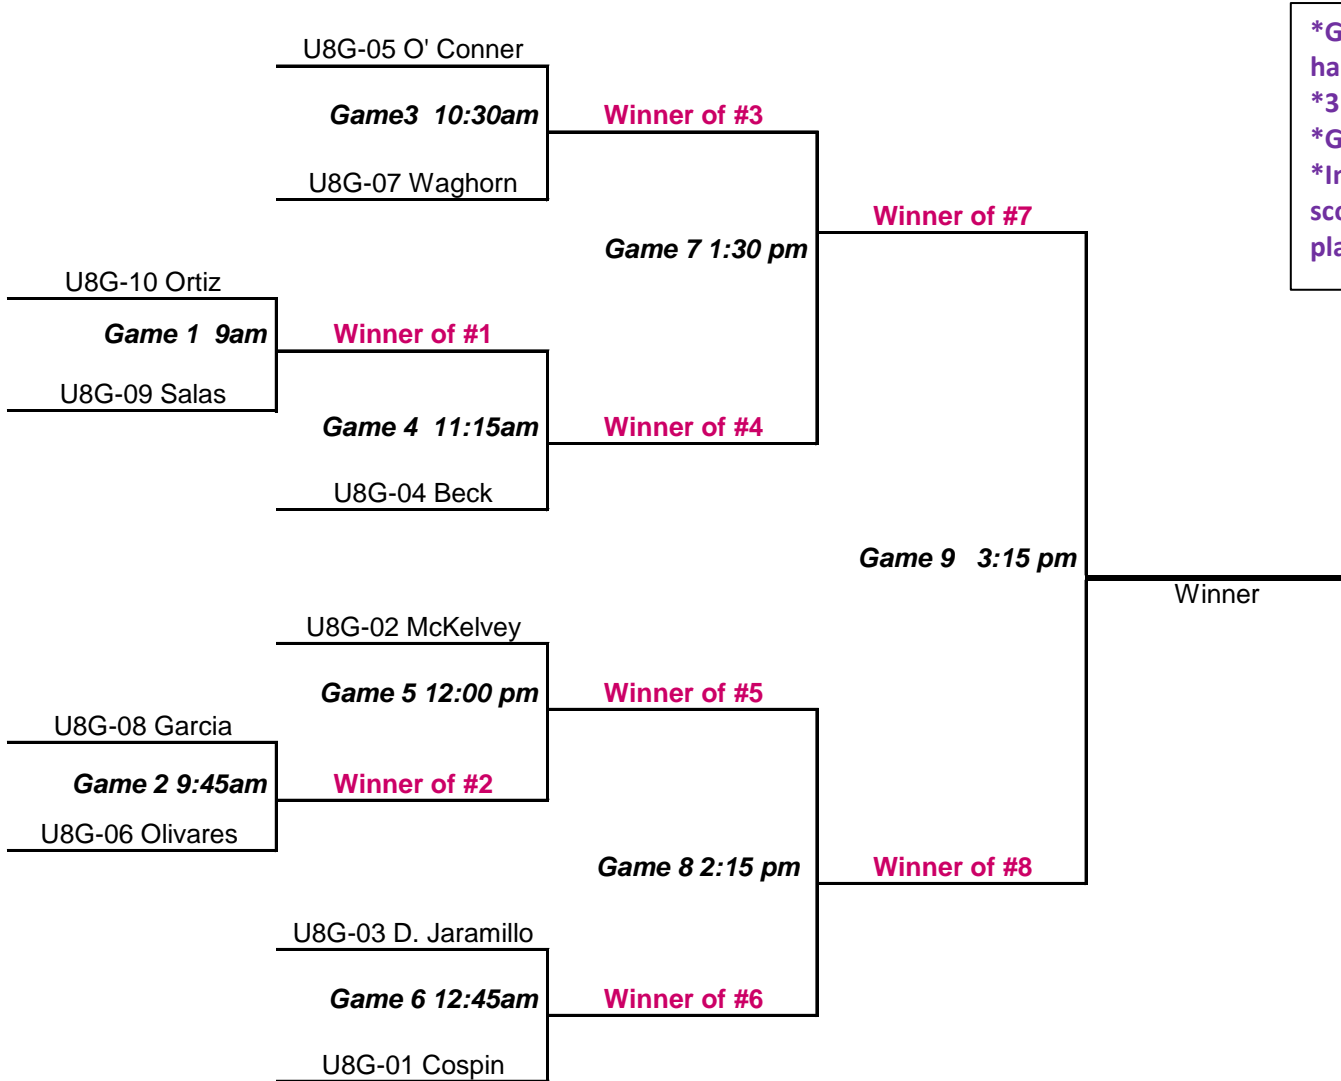 U8G-05 O' Conner
Game3 10:30am
Winner of #3
U8G-07 Waghorn
Winner of #7
Game 7 1:30 pm
U8G-10 Ortiz
Game 1 9am
Winner of #1
U8G-09 Salas
Game 4 11:15am
Winner of #4
U8G-04 Beck
Game 9 3:15 pm
Winner
U8G-02 McKelvey
Game 5 12:00 pm
Winner of #5
U8G-08 Garcia
Game 2 9:45am
Winner of #2
U8G-06 Olivares
Game 8 2:15 pm
Winner of #8
U8G-03 D. Jaramillo
Game 6 12:45am
Winner of #6
U8G-01 Cospin
*3